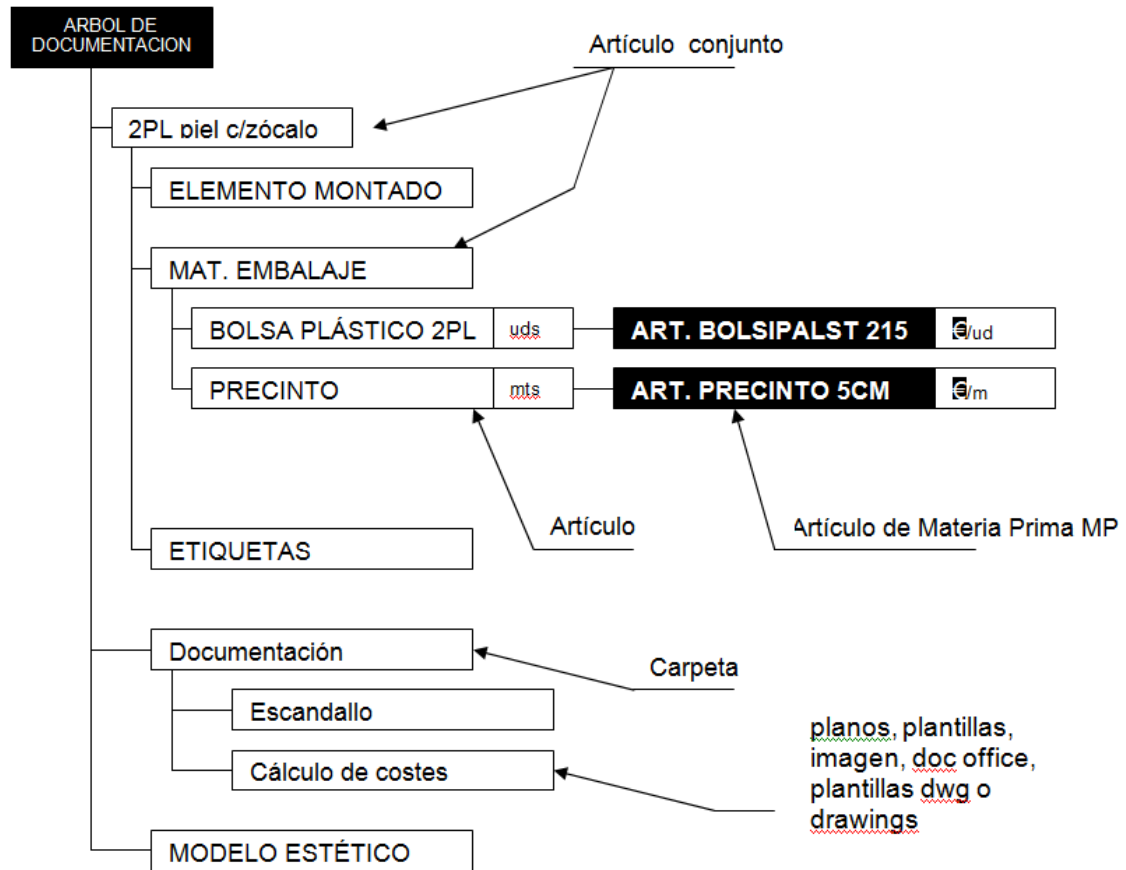 ARBOL DE
DOCUMENTACION
Artículo conjunto
2PL piel c/zócalo
ELEMENTO MONTADO
MAT. EMBALAJE
BOLSA PLÁSTICO 2PL uds ART. BOLSIPALST 215 €/ud
PRECINTO mts ART. PRECINTO 5CM €/m
Artículo
Artículo de Materia Prima MP
ETIQUETAS
Documentación
Carpeta
Escandallo
Cálculo de costes
planos, plantillas,
imagen, doc office,
plantillas dwg o
drawings
MODELO ESTÉTICO